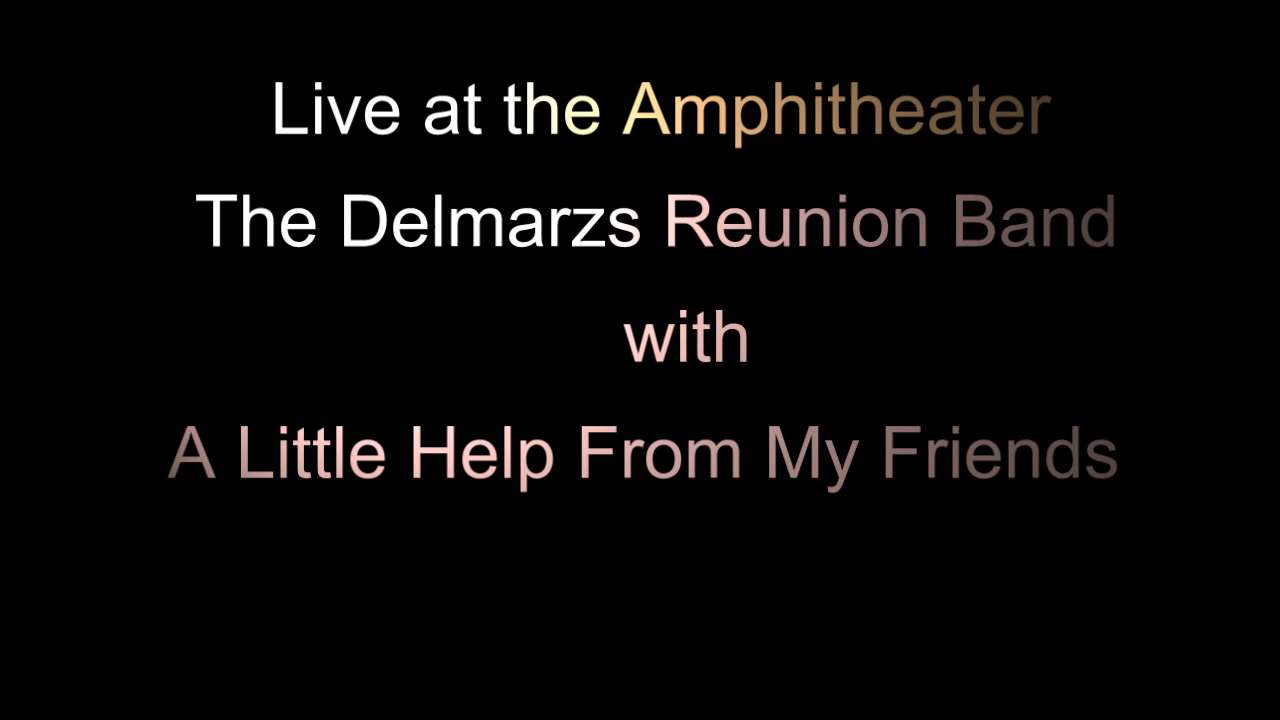 Live at the Amphitheater
The Delmarzs Reunion Band
with
A Little Help From My Friends